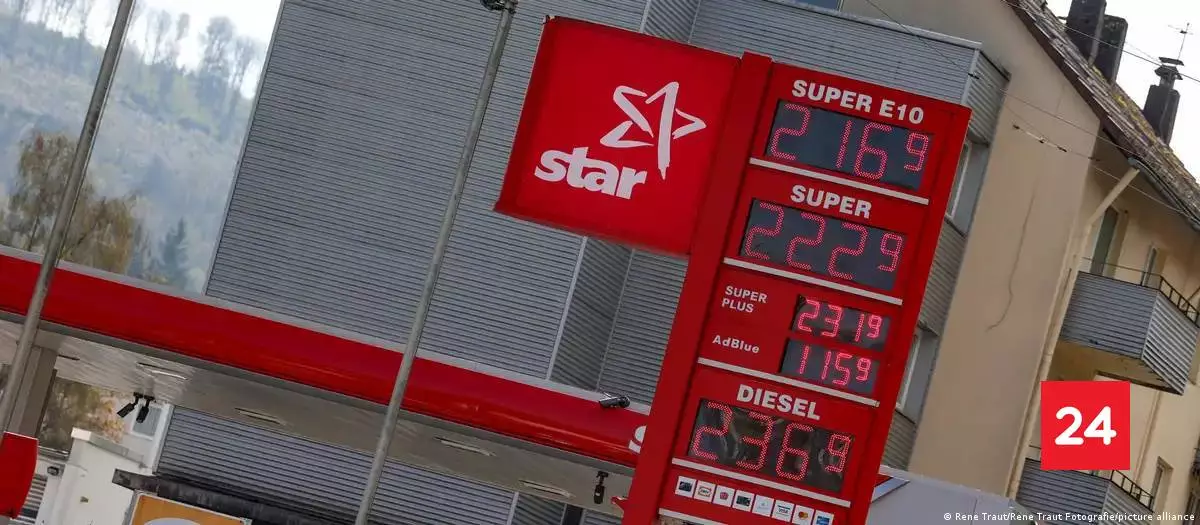 star
SUPER E10
2169
SUPER
2229
SUPER
PLUS
2319
AdBlue
1159
DIESEL
2369
24
© Rene Traut/Rene Traut Fotografie/picture alliance